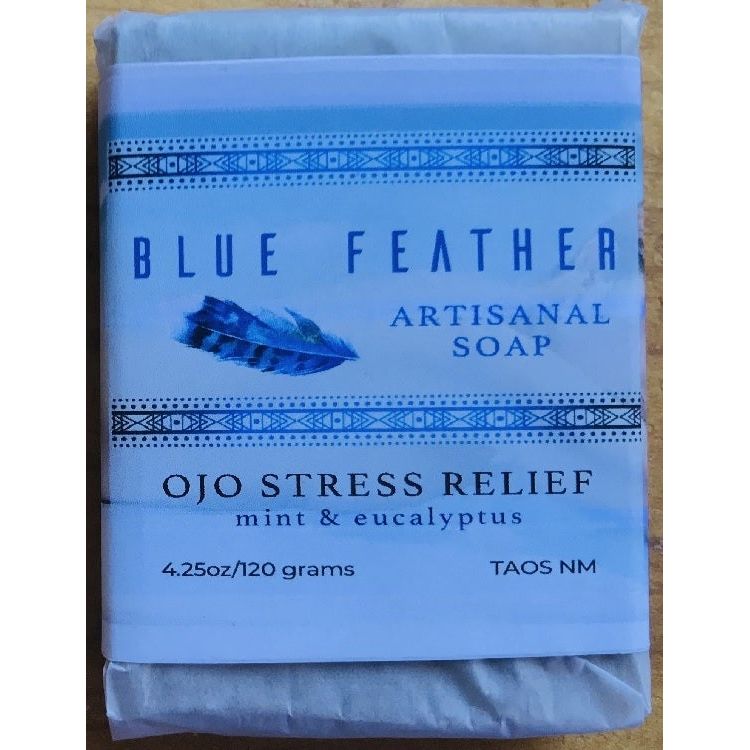 BLUE FEATHER
ARTISANAL
SOAP
OJO STRESS RELIEF
mint & eucalyptus
4.25oz/120 grams TAOS NM